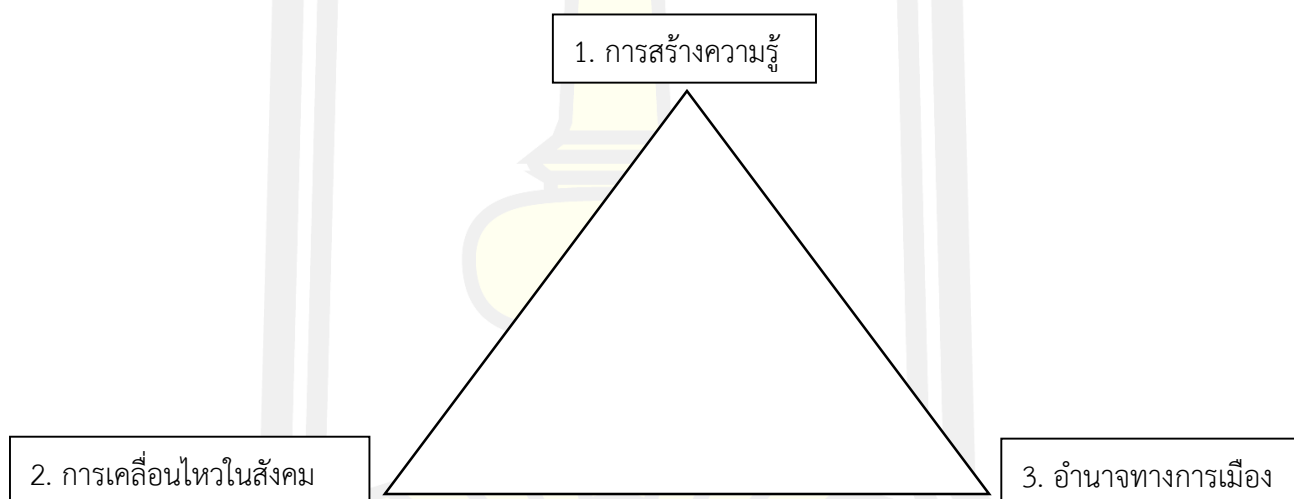 1. การสร้างความรู้
2. การเคลื่อนไหวในสังคม
3. อำนาจทางการเมือง